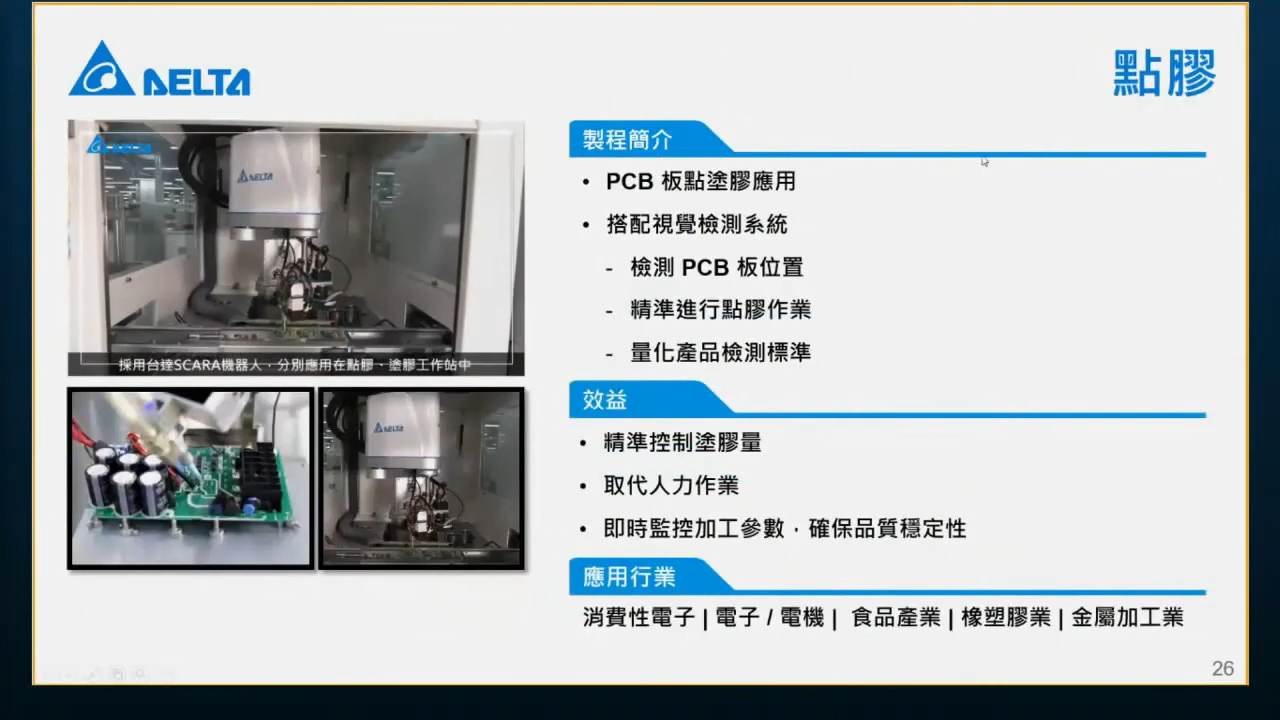 DELTA
點膠
DELTA
DELTA
採用台達SCARA機器人，分別應用在點膠、塗膠工作站中
DELTA
製程簡介
• PCB 板點塗膠應用
• 搭配視覺檢測系統
- 檢測 PCB 板位置
- 精準進行點膠作業
- 量化產品檢測標準
效益
• 精準控制塗膠量
• 取代人力作業
• 即時監控加工參數，確保品質穩定性
應用行業
消費性電子 | 電子 / 電機 | 食品產業 | 橡塑膠業 | 金屬加工業
26